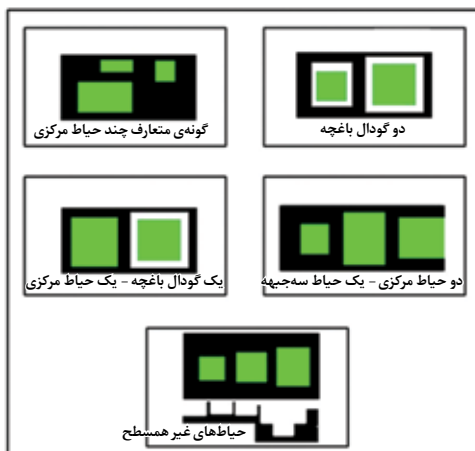 دو گودال باغچه
گونه‌ی متعارف چند حیاط مرکزی
دو حیاط مرکزی - یک حیاط سه‌جبهه
یک گودال باغچه - یک حیاط مرکزی
حیاط‌های غیر همسطح